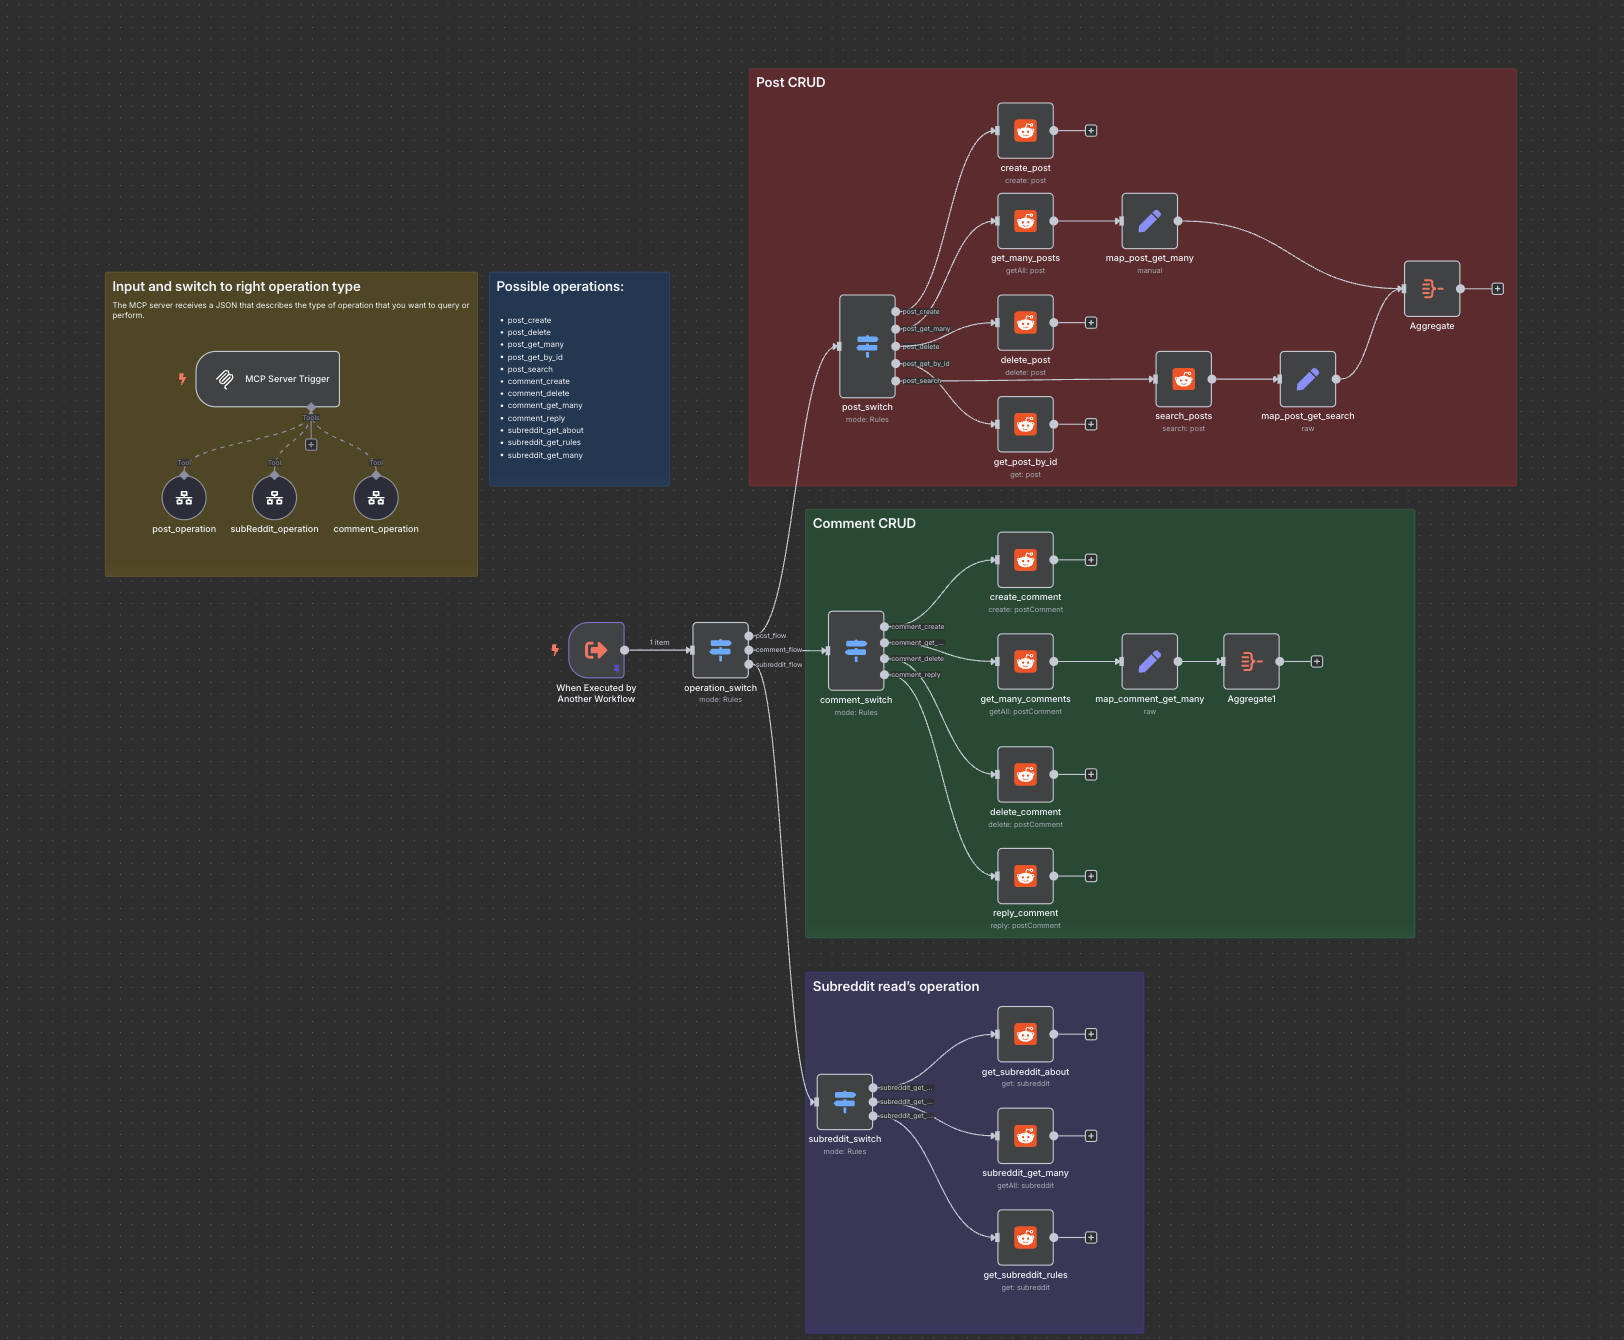 Post CRUD
create_post
create: post
get_many_posts
getAll: post
map_post_get_many
manual
Aggregate
post_create
post_get_many
post_delete
post_get_by_id
post_search
post_switch
mode: Rules
delete_post
delete: post
search_posts
search: post
map_post_get_search
raw
get_post_by_id
get: post
Input and switch to right operation type
The MCP server receives a JSON that describes the type of operation that you want to query or
perform.
MCP Server Trigger
Tools
Tool
Tool
Tool
post_operation
subReddit_operation
comment_operation
Possible operations:
• post_create
• post_delete
• post_get_many
• post_get_by_id
• post_search
• comment_create
• comment_delete
• comment_get_many
• comment_reply
• subreddit_get_about
• subreddit_get_rules
• subreddit_get_many
When Executed by
Another Workflow
1 item
operation_switch
mode: Rules
post_flow
comment_flow
subreddit_flow
Comment CRUD
create_comment
create: postComment
comment_create
comment_get_...
comment_delete
comment_reply
comment_switch
mode: Rules
get_many_comments
getAll: postComment
map_comment_get_many
raw
Aggregate1
delete_comment
delete: postComment
reply_comment
reply: postComment
Subreddit read's operation
get_subreddit_about
get: subreddit
subreddit_get_...
subreddit_get_...
subreddit_get_...
subreddit_switch
mode: Rules
subreddit_get_many
getAll: subreddit
get_subreddit_rules
get: subreddit